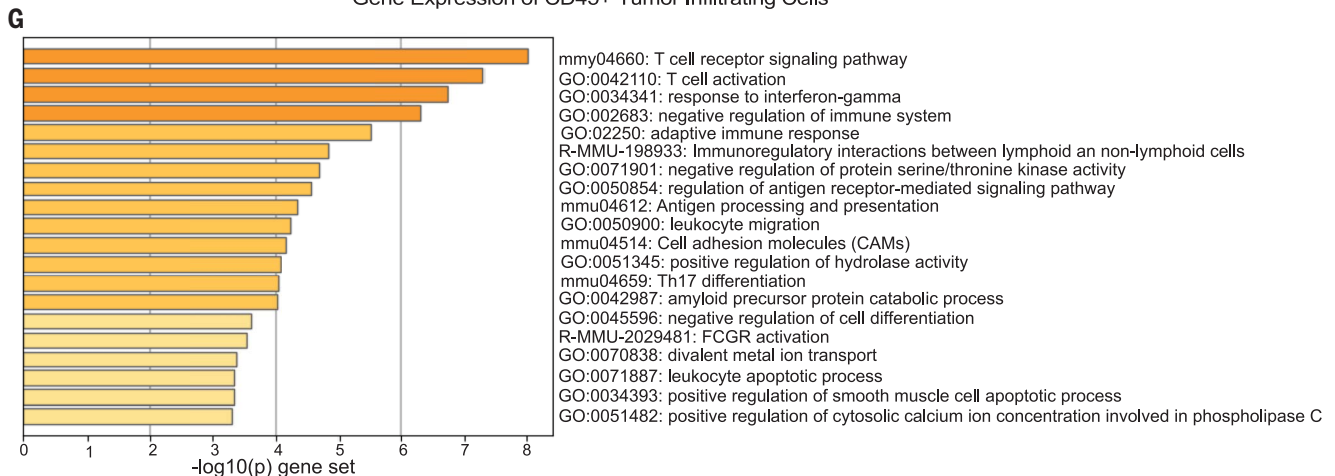 Gene Expression of CD45+ Tumor Infiltrating Cells
G
mmy04660: T cell receptor signaling pathway
GO:0042110: T cell activation
GO:0034341: response to interferon-gamma
GO:002683: negative regulation of immune system
GO:02250: adaptive immune response
R-MMU-198933: Immunoregulatory interactions between lymphoid an non-lymphoid cells
GO:0071901: negative regulation of protein serine/thronine kinase activity
GO:0050854: regulation of antigen receptor-mediated signaling pathway
mmu04612: Antigen processing and presentation
GO:0050900: leukocyte migration
mmu04514: Cell adhesion molecules (CAMs)
GO:0051345: positive regulation of hydrolase activity
mmu04659: Th17 differentiation
GO:0042987: amyloid precursor protein catabolic process
GO:0045596: negative regulation of cell differentiation
R-MMU-2029481: FCGR activation
GO:0070838: divalent metal ion transport
GO:0071887: leukocyte apoptotic process
GO:0034393: positive regulation of smooth muscle cell apoptotic process
GO:0051482: positive regulation of cytosolic calcium ion concentration involved in phospholipase C
0 1 2 3 4 5 6 7 8
-log10(p) gene set